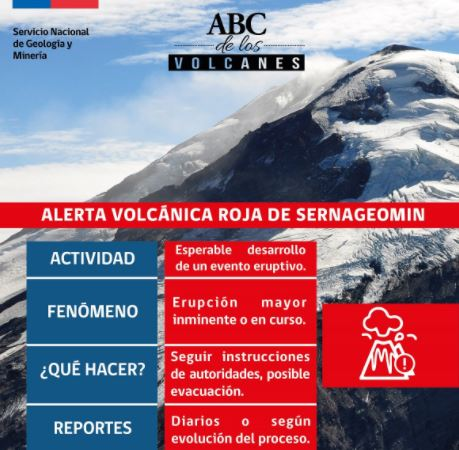 Servicio Nacional
de Geología y
Minería
ABC
de los
VOLCANES
ALERTA VOLCÁNICA ROJA DE SERNAGEOMIN
ACTIVIDAD
Esperable desarrollo
de un evento eruptivo.
FENÓMENO
Erupción mayor
inminente o en curso.
¿QUÉ HACER?
Seguir instrucciones
de autoridades, posible
evacuación.
REPORTES
Diarios o según
evolución del proceso.